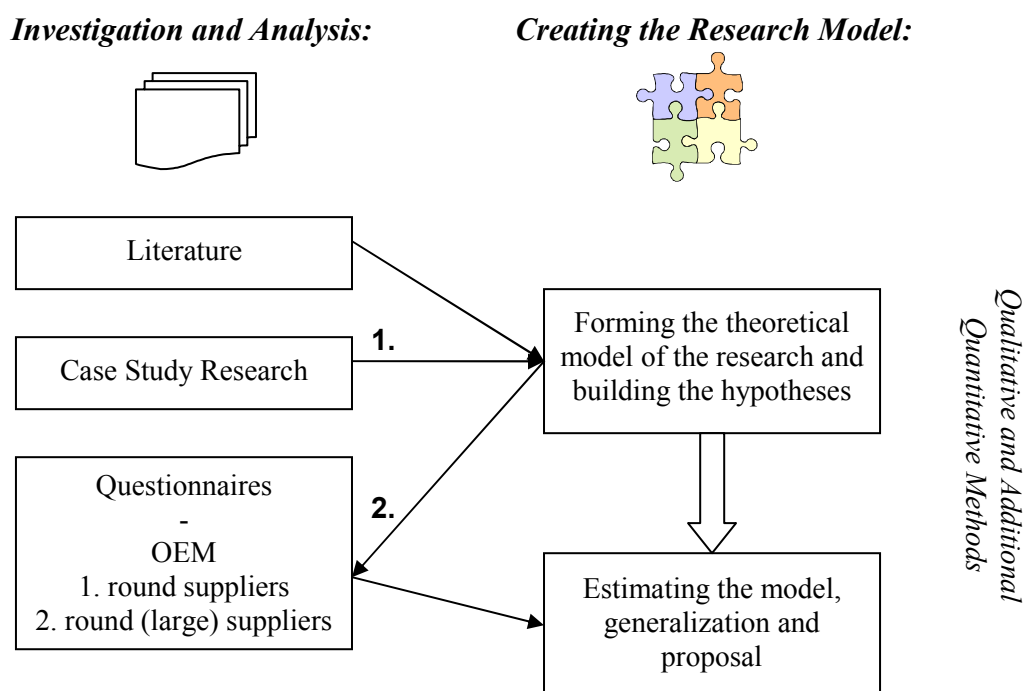 Investigation and Analysis:
Creating the Research Model:
Literature
Case Study Research
1.
Questionnaires
-
OEM
1. round suppliers
2. round (large) suppliers
2.
Forming the theoretical
model of the research and
building the hypotheses
Estimating the model,
generalization and
proposal
Qualitative and Additional
Quantitative Methods